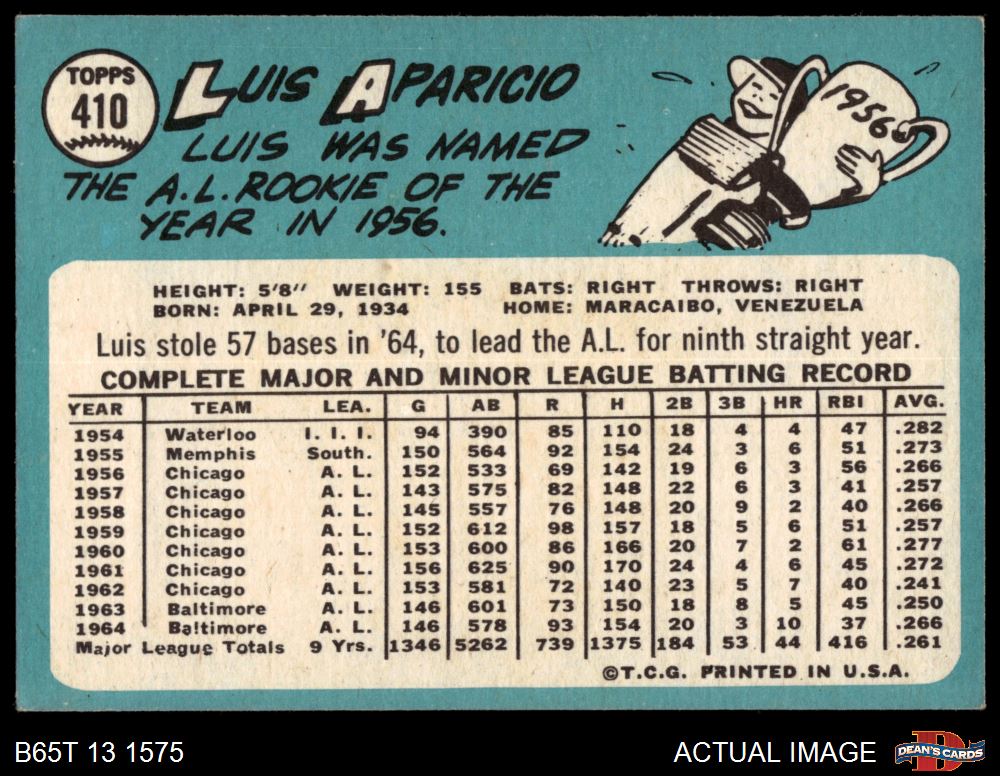 TOPPS
410
LUIS APARICIO
LUIS WAS NAMED
THE A.L. ROOKIE OF THE
YEAR IN 1956.
1956
HEIGHT: 5'8" WEIGHT: 155 BATS: RIGHT THROWS: RIGHT
BORN: APRIL 29, 1934 HOME: MARACAIBO, VENEZUELA
Luis stole 57 bases in '64, to lead the A.L. for ninth straight year.
COMPLETE MAJOR AND MINOR LEAGUE BATTING RECORD
YEAR TEAM LEA. G AB R H 2B 3B HR RBI AVG.
1954 Waterloo I. I. I. 94 390 85 110 18 4 4 47 .282
1955 Memphis South. 150 564 92 154 24 3 6 51 .273
1956 Chicago A. L. 152 533 69 142 19 6 3 56 .266
1957 Chicago A. L. 143 575 82 148 22 6 3 41 .257
1958 Chicago A. L. 145 557 76 148 20 9 2 40 .266
1959 Chicago A. L. 152 612 98 157 18 5 6 51 .257
1960 Chicago A. L. 153 600 86 166 20 7 2 61 .277
1961 Chicago A. L. 156 625 90 170 24 4 6 45 .272
1962 Chicago A. L. 153 581 72 140 23 5 7 40 .241
1963 Baltimore A. L. 146 601 73 150 18 8 5 45 .250
1964 Baltimore A. L. 146 578 93 154 20 3 10 37 .266
Major League Totals 9 Yrs. 1346 5262 739 1375 184 53 44 416 .261
©T.C.G. PRINTED IN U.S.A.
B65T 13 1575
ACTUAL IMAGE
DEAN'S CARDS